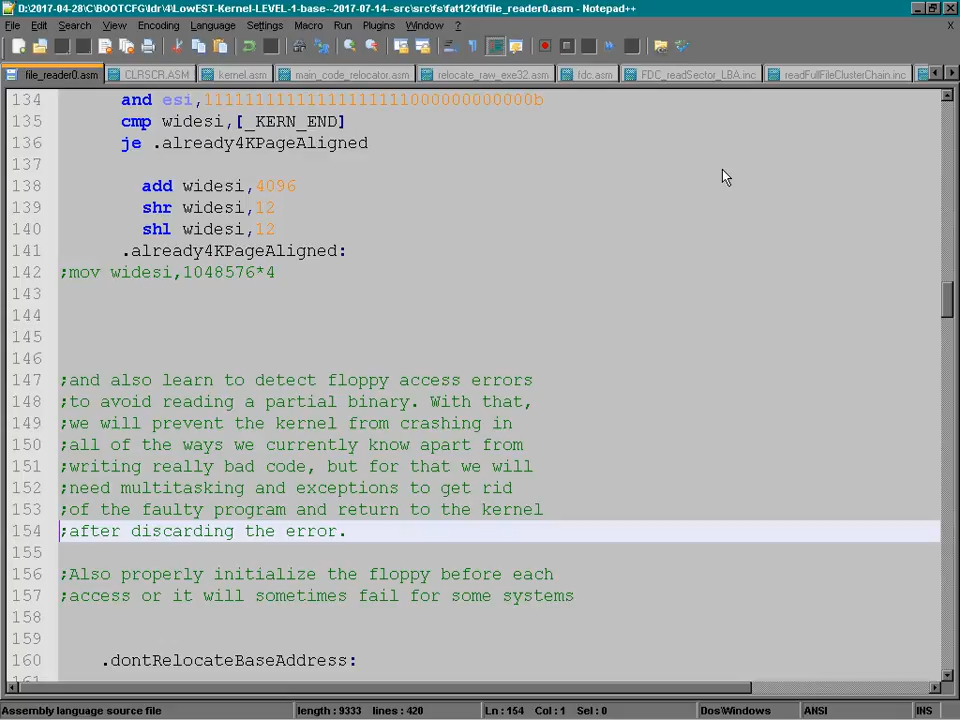 D:\2017-04-28\C\BOOTCFG\ldr\4\LowEST-Kernel-LEVEL-1-base--2017-07-14--src\src\fs\fat12\fd\file_reader0.asm - Notepad++
File Edit Search View Encoding Language Settings Macro Run Plugins Window ? X
file_reader0.asm CLRSCR.ASM kernel.asm main_code_relocator.asm relocate_raw_exe32.asm fdc.asm FDC_readSector_LBA.inc readFullFileClusterChain.inc
134 and esi,11111111111111111111000000000000b
135 cmp widesi,[_KERN_END]
136 je .already4KPageAligned
137
138 add widesi,4096
139 shr widesi,12
140 shl widesi,12
141 .already4KPageAligned:
142 ;mov widesi,1048576*4
143
144
145
146
147 ;and also learn to detect floppy access errors
148 ;to avoid reading a partial binary. With that,
149 ;we will prevent the kernel from crashing in
150 ;all of the ways we currently know apart from
151 ;writing really bad code, but for that we will
152 ;need multitasking and exceptions to get rid
153 ;of the faulty program and return to the kernel
154 ;after discarding the error.
155
156 ;Also properly initialize the floppy before each
157 ;access or it will sometimes fail for some systems
158
159
160 .dontRelocateBaseAddress:
Assembly language source file length : 9333 lines : 420 Ln : 154 Col : 1 Sel : 0 Dos\Windows ANSI INS